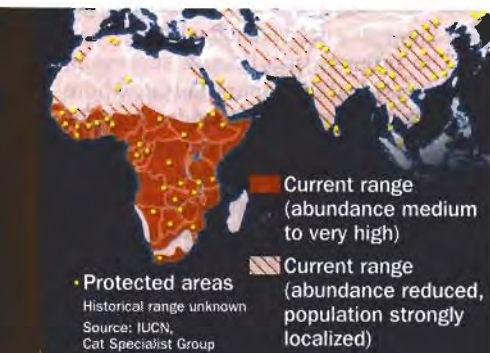 Current range
(abundance medium
to very high)
Current range
(abundance reduced,
population strongly
localized)
• Protected areas
Historical range unknown
Source: IUCN,
Cat Specialist Group